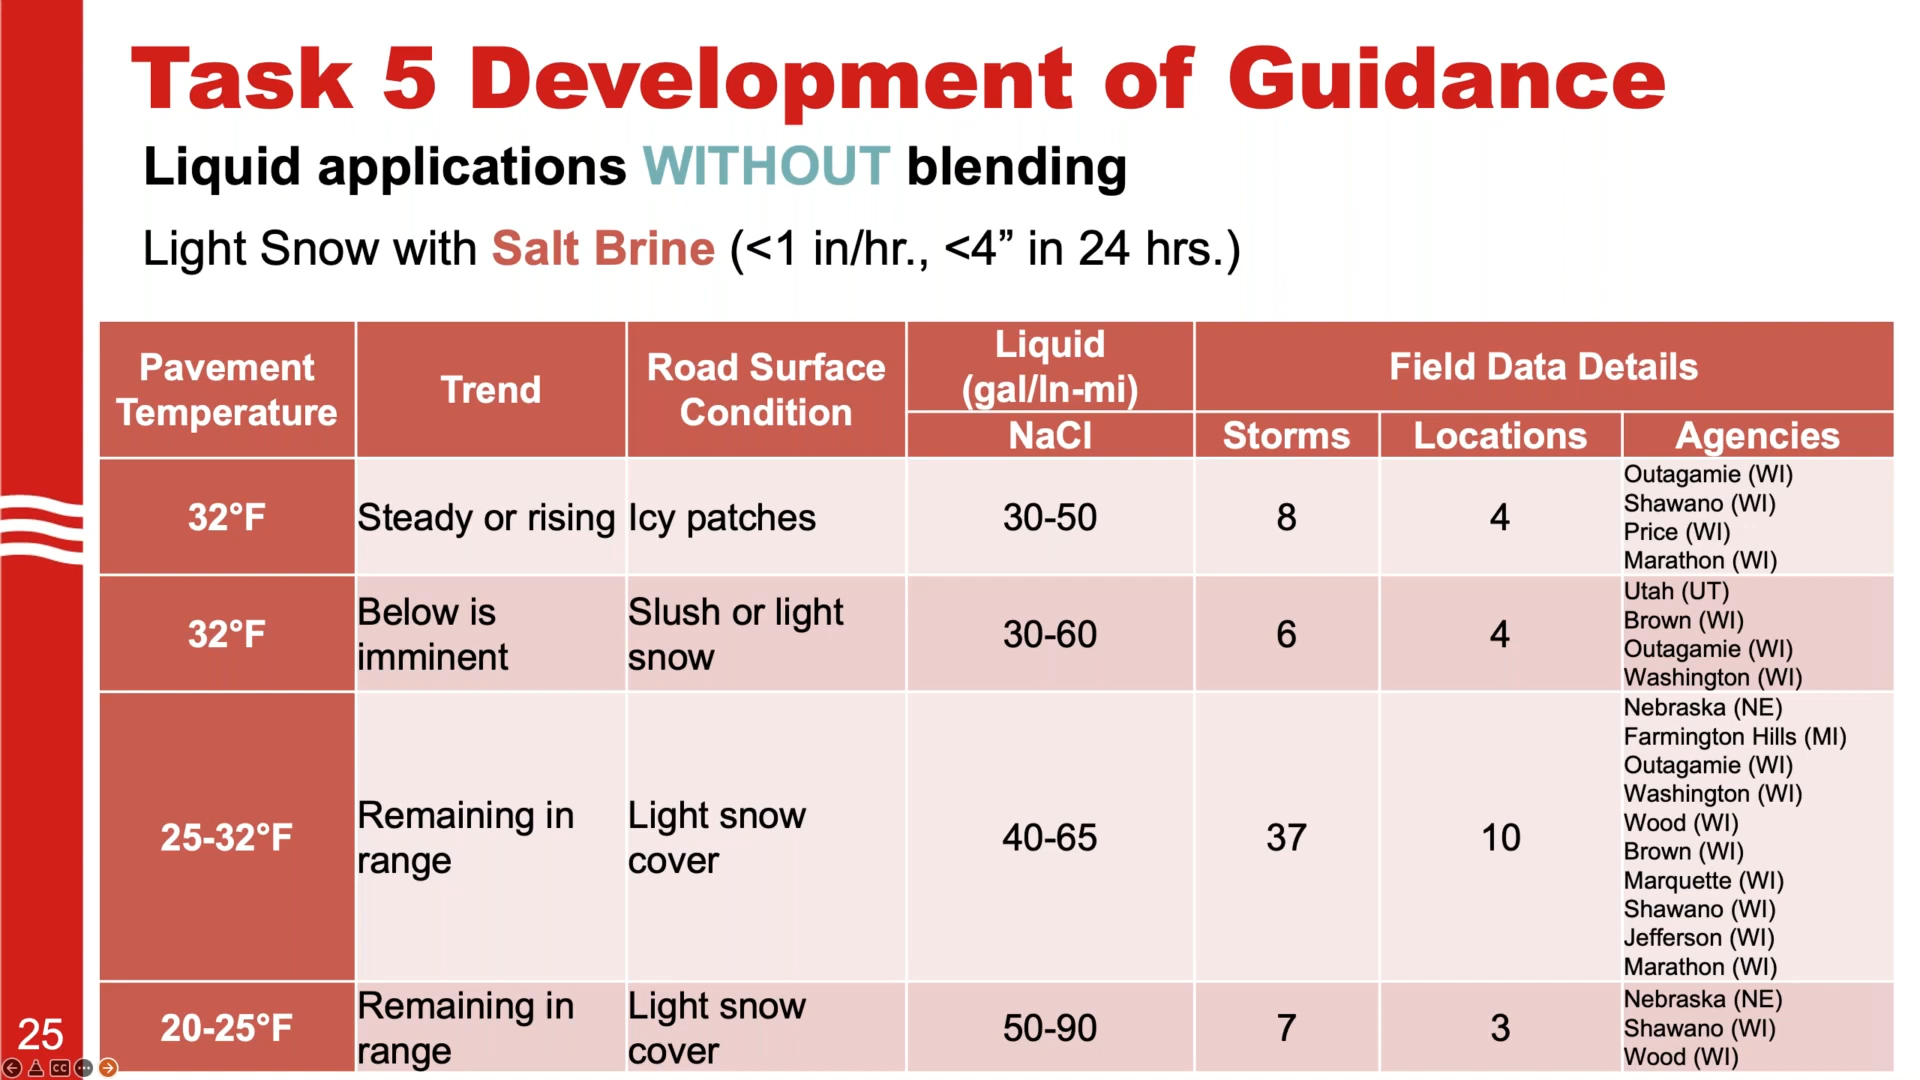 Task 5 Development of Guidance
Liquid applications WITHOUT blending
Light Snow with Salt Brine (<1 in/hr., <4” in 24 hrs.)
Pavement
Temperature
Trend
Road Surface
Condition
Liquid
(gal/ln-mi)
NaCl
Field Data Details
Storms
Locations
Agencies
32°F
Steady or rising
Icy patches
30-50
8
4
Outagamie (WI)
Shawano (WI)
Price (WI)
Marathon (WI)
32°F
Below is
imminent
Slush or light
snow
30-60
6
4
Utah (UT)
Brown (WI)
Outagamie (WI)
Washington (WI)
25-32°F
Remaining in
range
Light snow
cover
40-65
37
10
Nebraska (NE)
Farmington Hills (MI)
Outagamie (WI)
Washington (WI)
Wood (WI)
Brown (WI)
Marquette (WI)
Shawano (WI)
Jefferson (WI)
Marathon (WI)
20-25°F
Remaining in
range
Light snow
cover
50-90
7
3
Nebraska (NE)
Shawano (WI)
Wood (WI)
25
CC